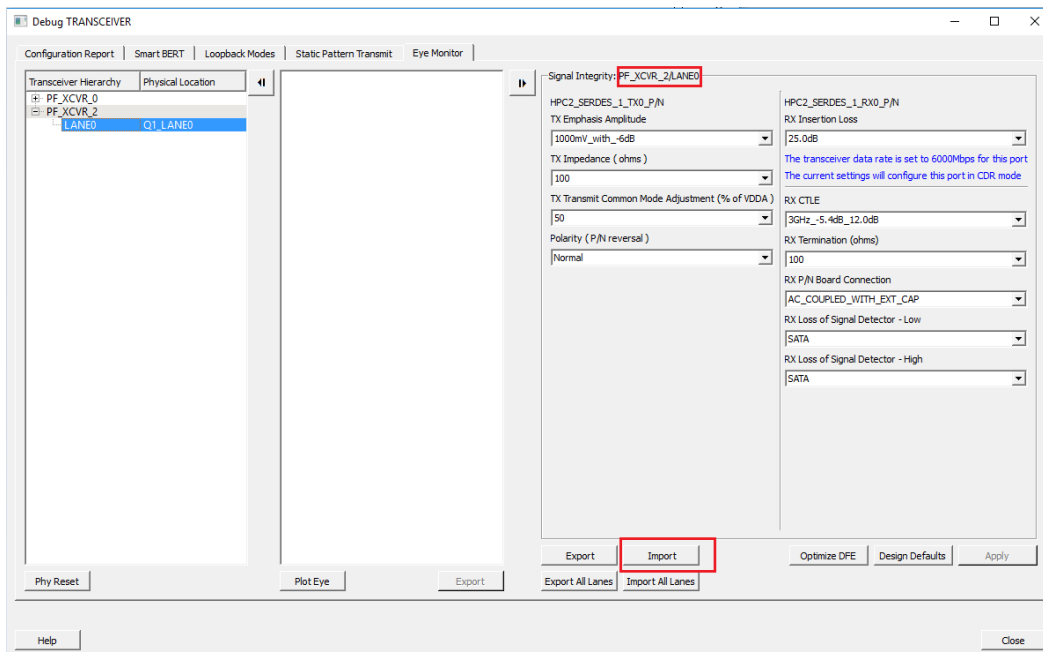 Debug TRANSCEIVER
Configuration Report
Smart BERT
Loopback Modes
Static Pattern Transmit
Eye Monitor
Transceiver Hierarchy
Physical Location
PF_XCVR_0
PF_XCVR_2
LANE0
Q1_LANE0
Phy Reset
Plot Eye
Export
Signal Integrity: PF_XCVR_2/LANE0
HPC2_SERDES_1_TX0_P/N
TX Emphasis Amplitude
1000mV_with_-6dB
TX Impedance ( ohms )
100
TX Transmit Common Mode Adjustment (% of VDDA )
50
Polarity ( P/N reversal )
Normal
HPC2_SERDES_1_RX0_P/N
RX Insertion Loss
25.0dB
The transceiver data rate is set to 6000Mbps for this port
The current settings will configure this port in CDR mode
RX CTLE
3GHz_-5.4dB_12.0dB
RX Termination (ohms)
100
RX P/N Board Connection
AC_COUPLED_WITH_EXT_CAP
RX Loss of Signal Detector - Low
SATA
RX Loss of Signal Detector - High
SATA
Export
Import
Optimize DFE
Design Defaults
Apply
Export All Lanes
Import All Lanes
Help
Close